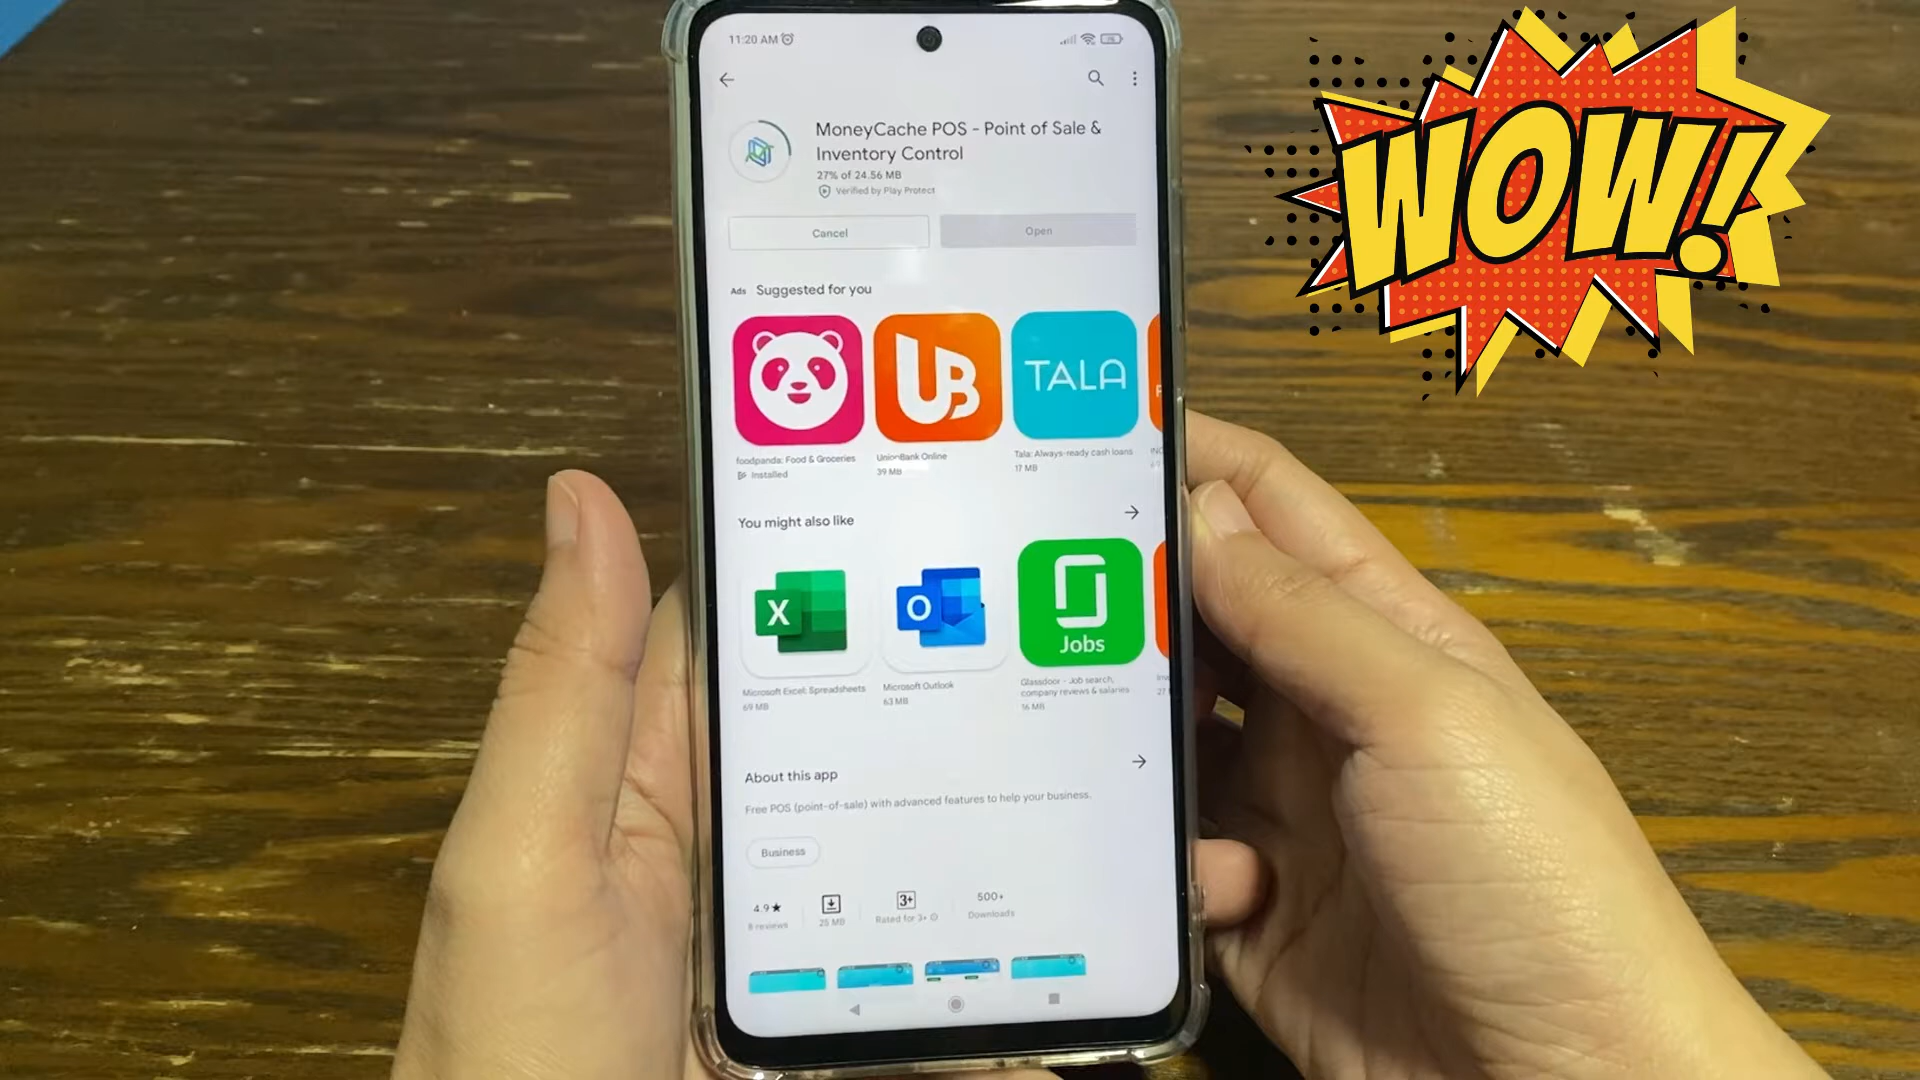 11:20 AM
MoneyCache POS - Point of Sale &
Inventory Control
27% of 24.56 MB
Verified by Play Protect
Cancel
Open
Ads Suggested for you
UB
TALA
foodpanda: Food & Groceries
Installed
UnionBank Online
39 MB
Tala: Always-ready cash loans
17 MB
You might also like
X
O
Jobs
Microsoft Excel: Spreadsheets
69 MB
Microsoft Outlook
63 MB
Glassdoor - Job search,
company reviews & salaries
16 MB
About this app
Free POS (point-of-sale) with advanced features to help your business.
Business
4.9★
8 reviews
25 MB
3+
Rated for 3+
500+
Downloads
WOW!